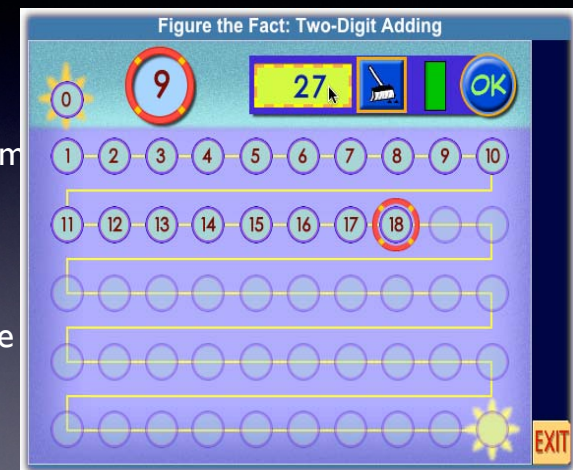 Figure the Fact: Two-Digit Adding
0 9 27 OK
m
1 2 3 4 5 6 7 8 9 10
11 12 13 14 15 16 17 18
e
EXIT